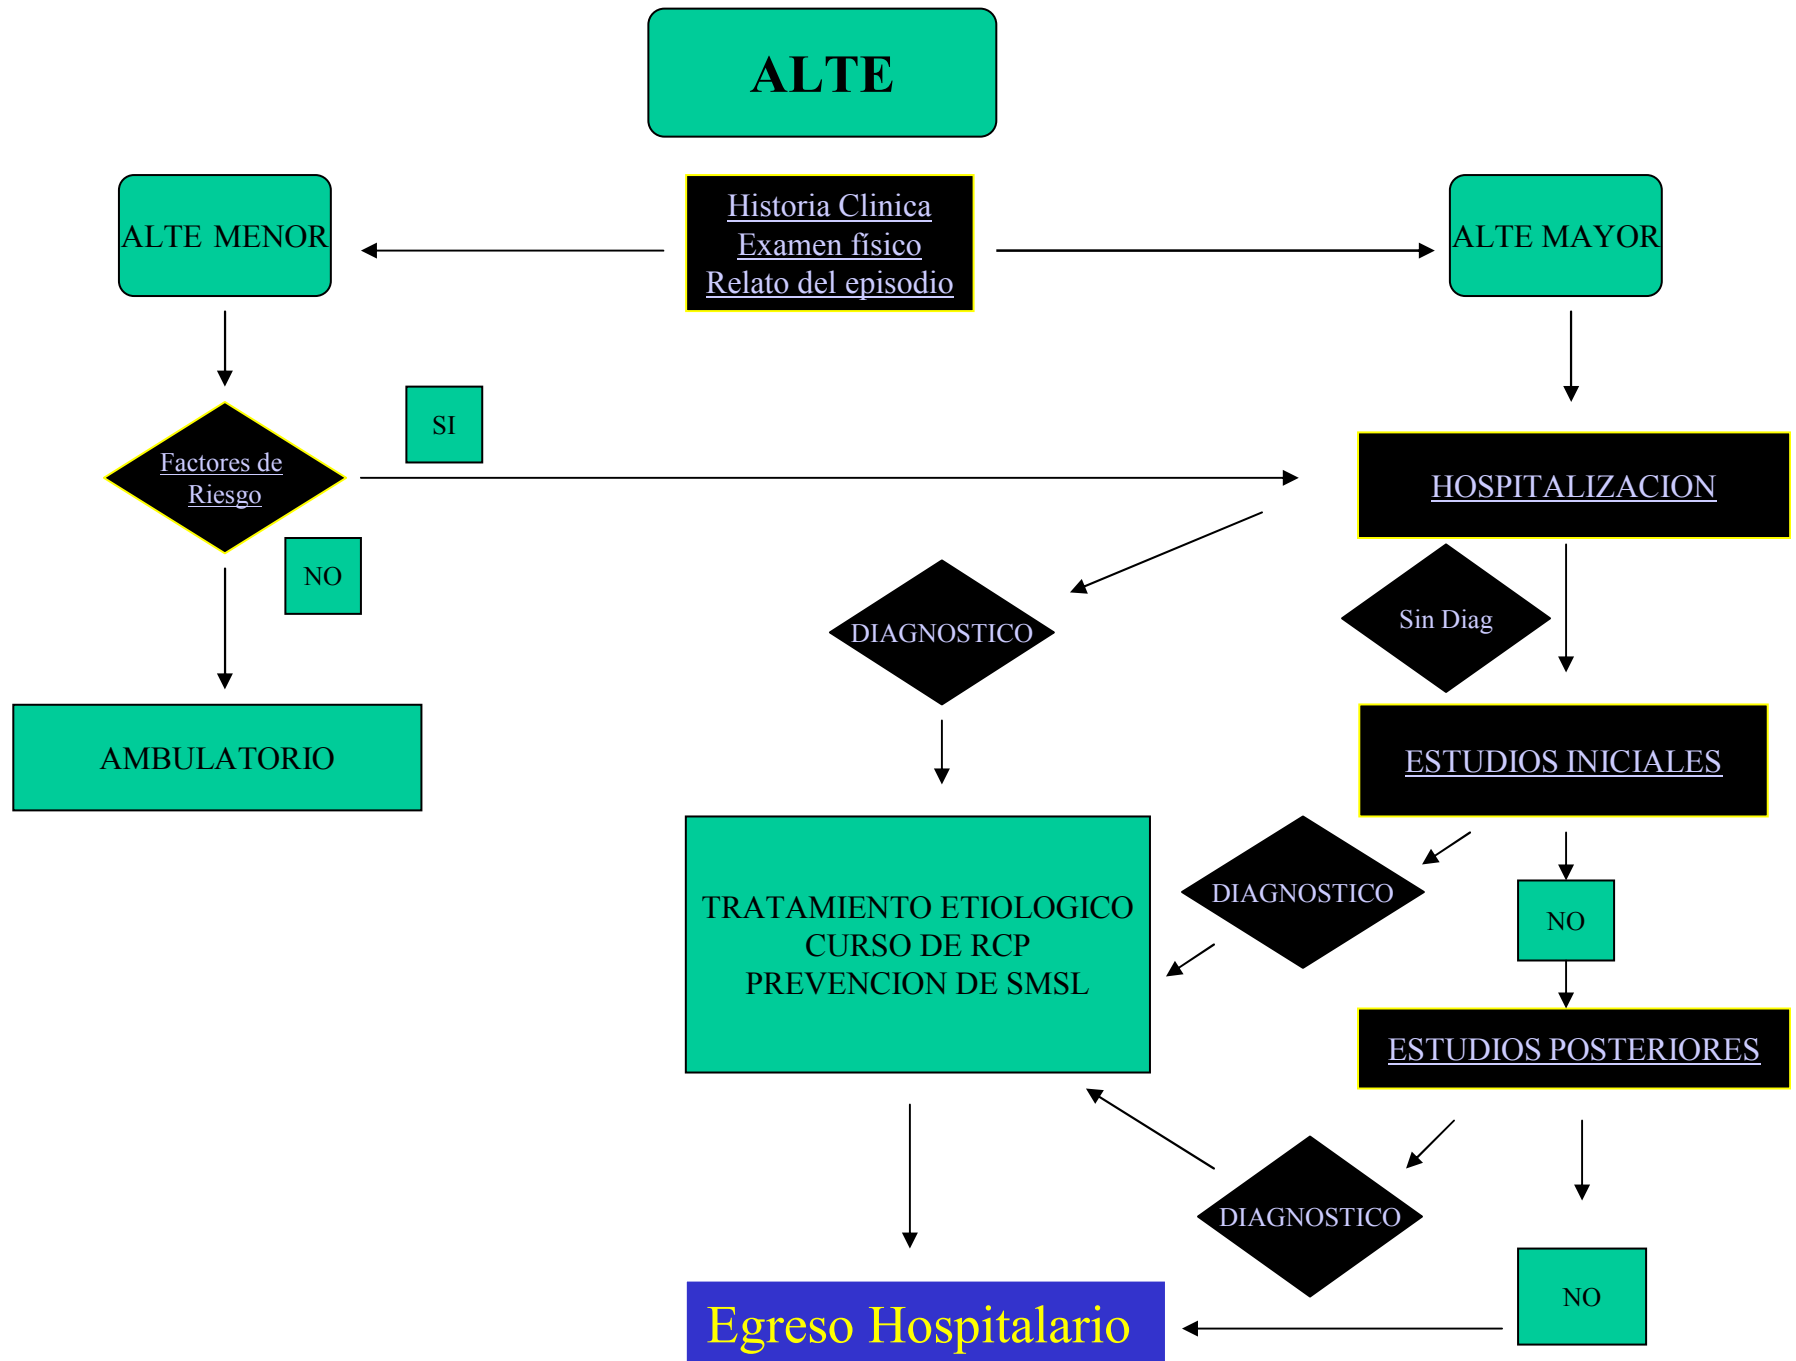 ALTE
ALTE MENOR
Historia Clinica
Examen físico
Relato del episodio
ALTE MAYOR
SI
Factores de
Riesgo
HOSPITALIZACION
NO
DIAGNOSTICO
Sin Diag
AMBULATORIO
ESTUDIOS INICIALES
DIAGNOSTICO
NO
TRATAMIENTO ETIOLOGICO
CURSO DE RCP
PREVENCION DE SMSL
ESTUDIOS POSTERIORES
DIAGNOSTICO
NO
Egreso Hospitalario